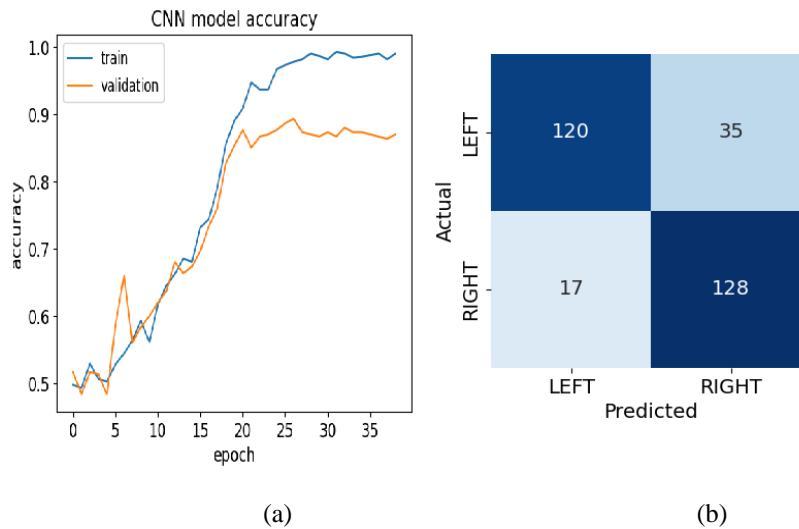 CNN model accuracy
train
validation
1.0
0.9
0.8
0.7
0.6
0.5
accuracy
0 5 10 15 20 25 30 35
epoch
(a)
Actual
LEFT
RIGHT
120 35
17 128
LEFT RIGHT
Predicted
(b)